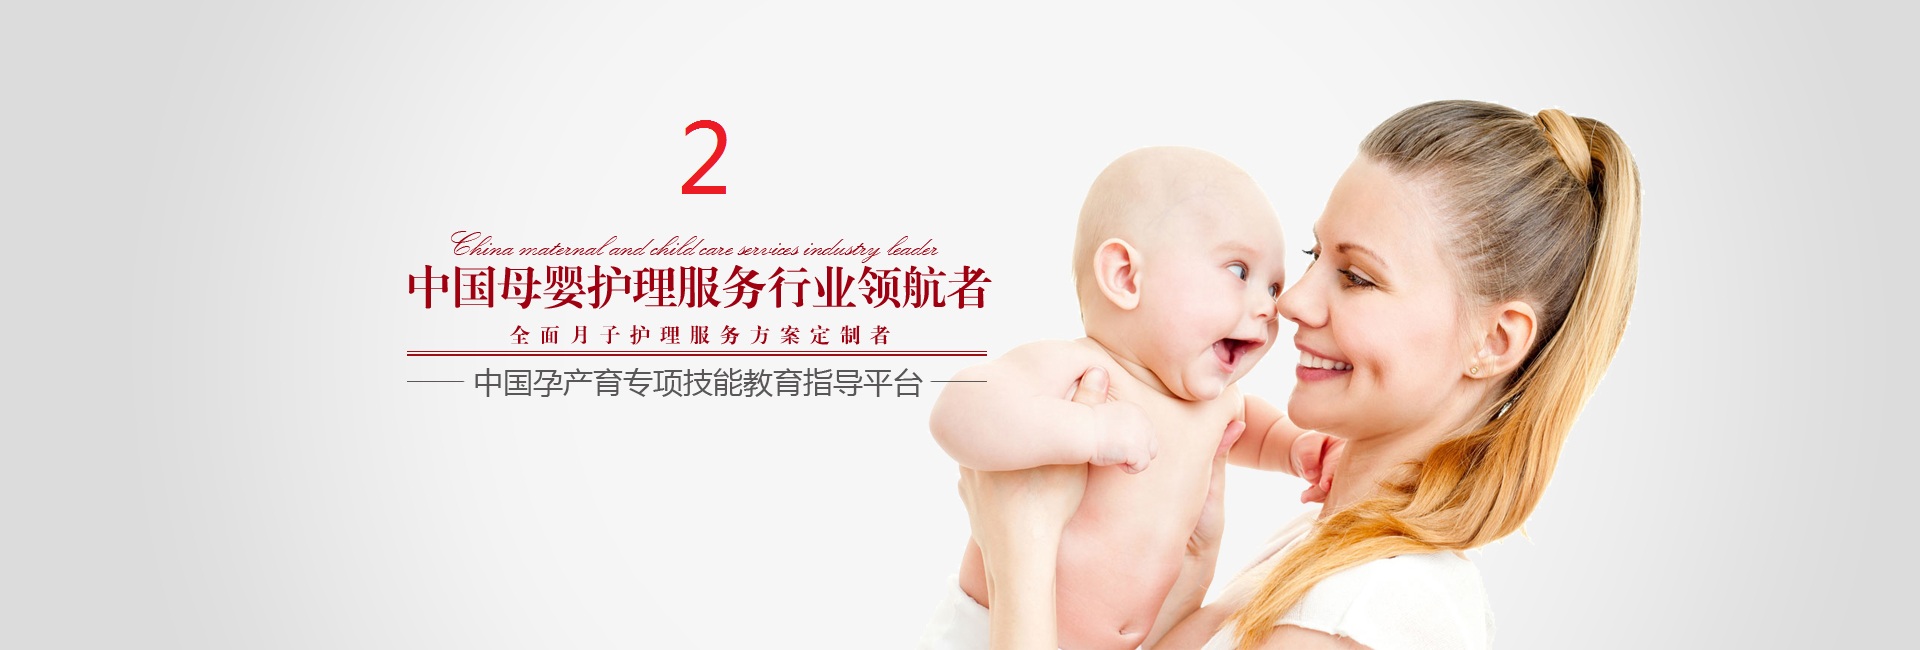 2
China maternal and child care services industry leader
中国母婴护理服务行业领航者
全面月子护理服务方案定制者
中国孕产育专项技能教育指导平台